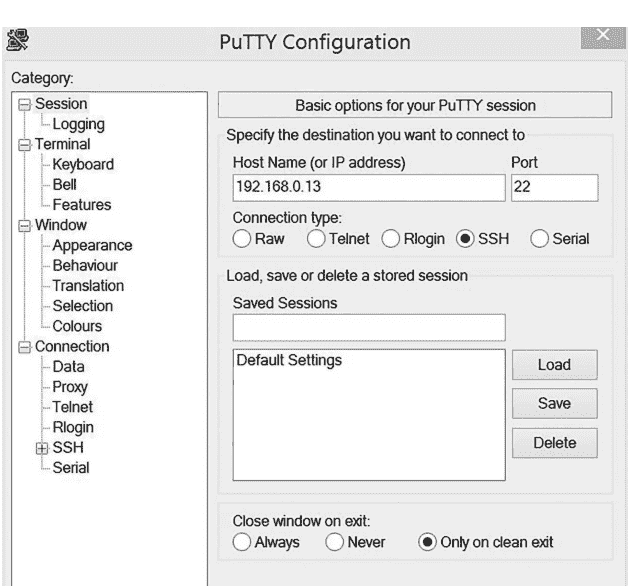 PuTTY Configuration
Category:
Session
Logging
Terminal
Keyboard
Bell
Features
Window
Appearance
Behaviour
Translation
Selection
Colours
Connection
Data
Proxy
Telnet
Rlogin
SSH
Serial
Basic options for your PuTTY session
Specify the destination you want to connect to
Host Name (or IP address) Port
192.168.0.13 22
Connection type:
Raw Telnet Rlogin SSH Serial
Load, save or delete a stored session
Saved Sessions
Default Settings
Load
Save
Delete
Close window on exit:
Always Never Only on clean exit